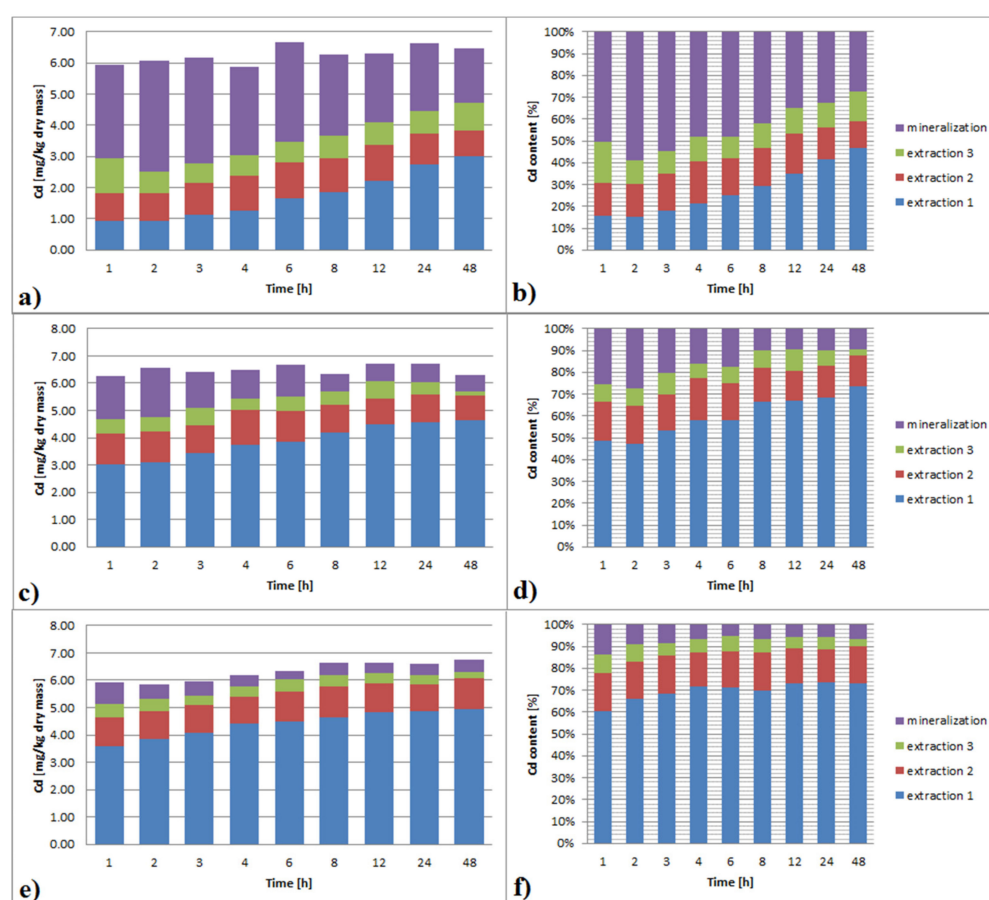 7.00
6.00
5.00
4.00
3.00
2.00
1.00
0.00
Cd [mg/kg dry mass]
1 2 3 4 6 8 12 24 48
Time [h]
a)
100%
90%
80%
70%
60%
50%
40%
30%
20%
10%
0%
Cd content [%]
1 2 3 4 6 8 12 24 48
Time [h]
mineralization
extraction 3
extraction 2
extraction 1
b)
8.00
7.00
6.00
5.00
4.00
3.00
2.00
1.00
0.00
Cd [mg/kg dry mass]
1 2 3 4 6 8 12 24 48
Time [h]
c)
100%
90%
80%
70%
60%
50%
40%
30%
20%
10%
0%
Cd content [%]
1 2 3 4 6 8 12 24 48
Time [h]
mineralization
extraction 3
extraction 2
extraction 1
d)
8.00
7.00
6.00
5.00
4.00
3.00
2.00
1.00
0.00
Cd [mg/kg dry mass]
1 2 3 4 6 8 12 24 48
Time [h]
e)
100%
90%
80%
70%
60%
50%
40%
30%
20%
10%
0%
Cd content [%]
1 2 3 4 6 8 12 24 48
Time [h]
mineralization
extraction 3
extraction 2
extraction 1
f)